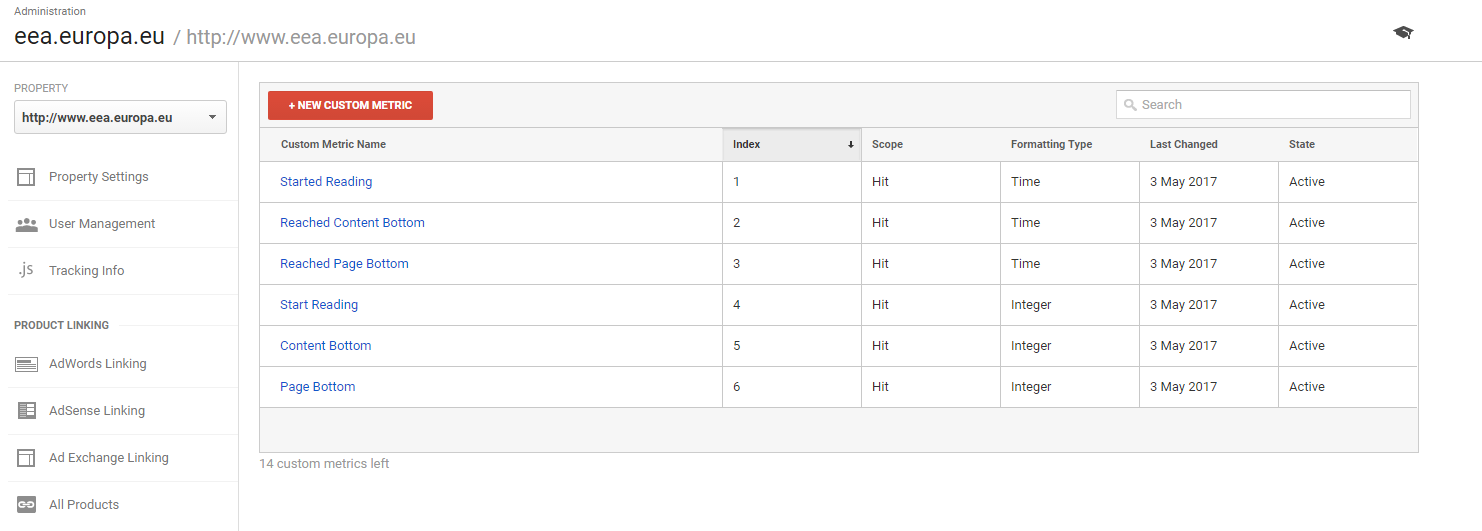 Administration
eea.europa.eu / http://www.eea.europa.eu
PROPERTY
http://www.eea.europa.eu
Property Settings
User Management
.js Tracking Info
PRODUCT LINKING
AdWords Linking
AdSense Linking
Ad Exchange Linking
All Products
+ NEW CUSTOM METRIC Search
Custom Metric Name Index Scope Formatting Type Last Changed State
Started Reading 1 Hit Time 3 May 2017 Active
Reached Content Bottom 2 Hit Time 3 May 2017 Active
Reached Page Bottom 3 Hit Time 3 May 2017 Active
Start Reading 4 Hit Integer 3 May 2017 Active
Content Bottom 5 Hit Integer 3 May 2017 Active
Page Bottom 6 Hit Integer 3 May 2017 Active
14 custom metrics left